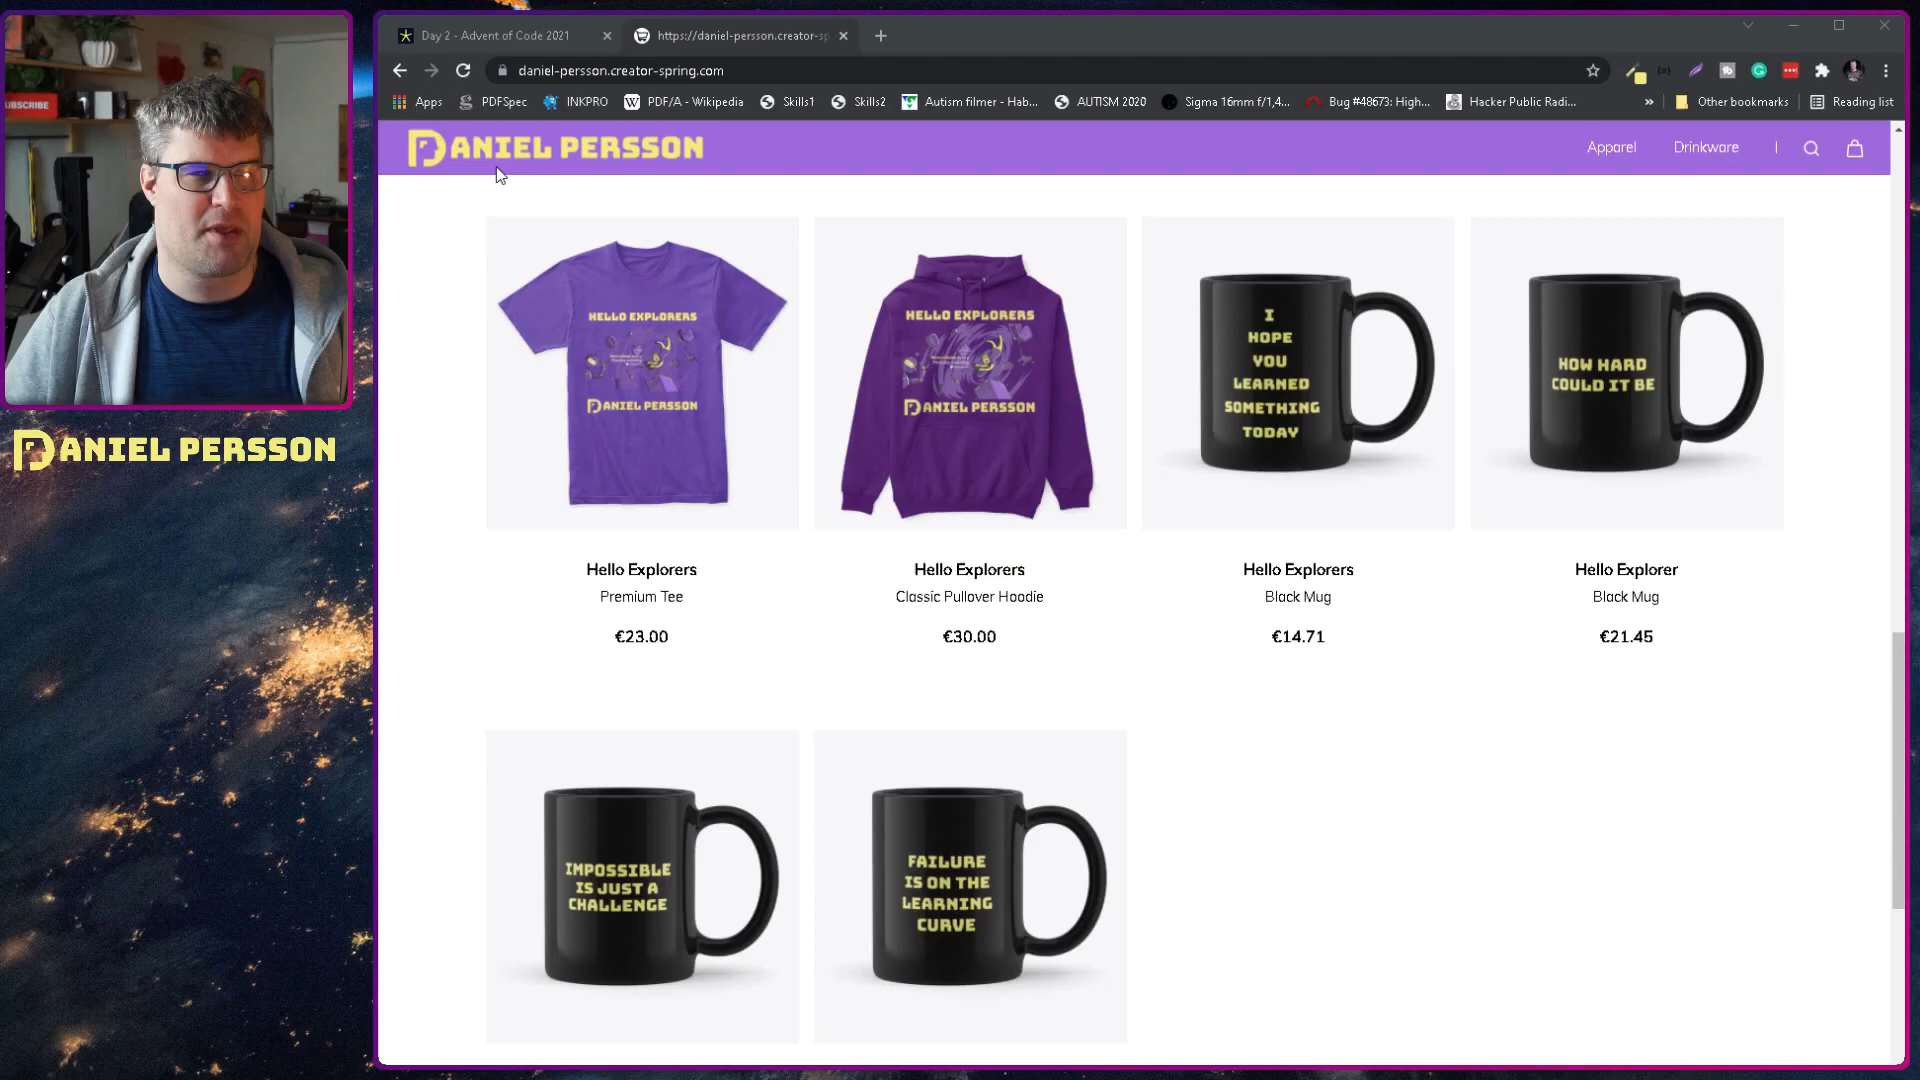 Day 2 - Advent of Code 2021
https://daniel-persson.creator-sp
daniel-persson.creator-spring.com
Apps
PDFSpec
INKPRO
PDF/A - Wikipedia
Skills1
Skills2
Autism filmer - Hab...
AUTISM 2020
Sigma 16mm f/1,4...
Bug #48673: High...
Hacker Public Radi...
»
Other bookmarks
Reading list
SUBSCRIBE
DANIEL PERSSON
Apparel
Drinkware
DANIEL PERSSON
HELLO EXPLORERS
DANIEL PERSSON
HELLO EXPLORERS
DANIEL PERSSON
I
HOPE
YOU
LEARNED
SOMETHING
TODAY
HOW HARD
COULD IT BE
Hello Explorers
Premium Tee
€23.00
Hello Explorers
Classic Pullover Hoodie
€30.00
Hello Explorers
Black Mug
€14.71
Hello Explorer
Black Mug
€21.45
IMPOSSIBLE
IS JUST A
CHALLENGE
FAILURE
IS ON THE
LEARNING
CURVE